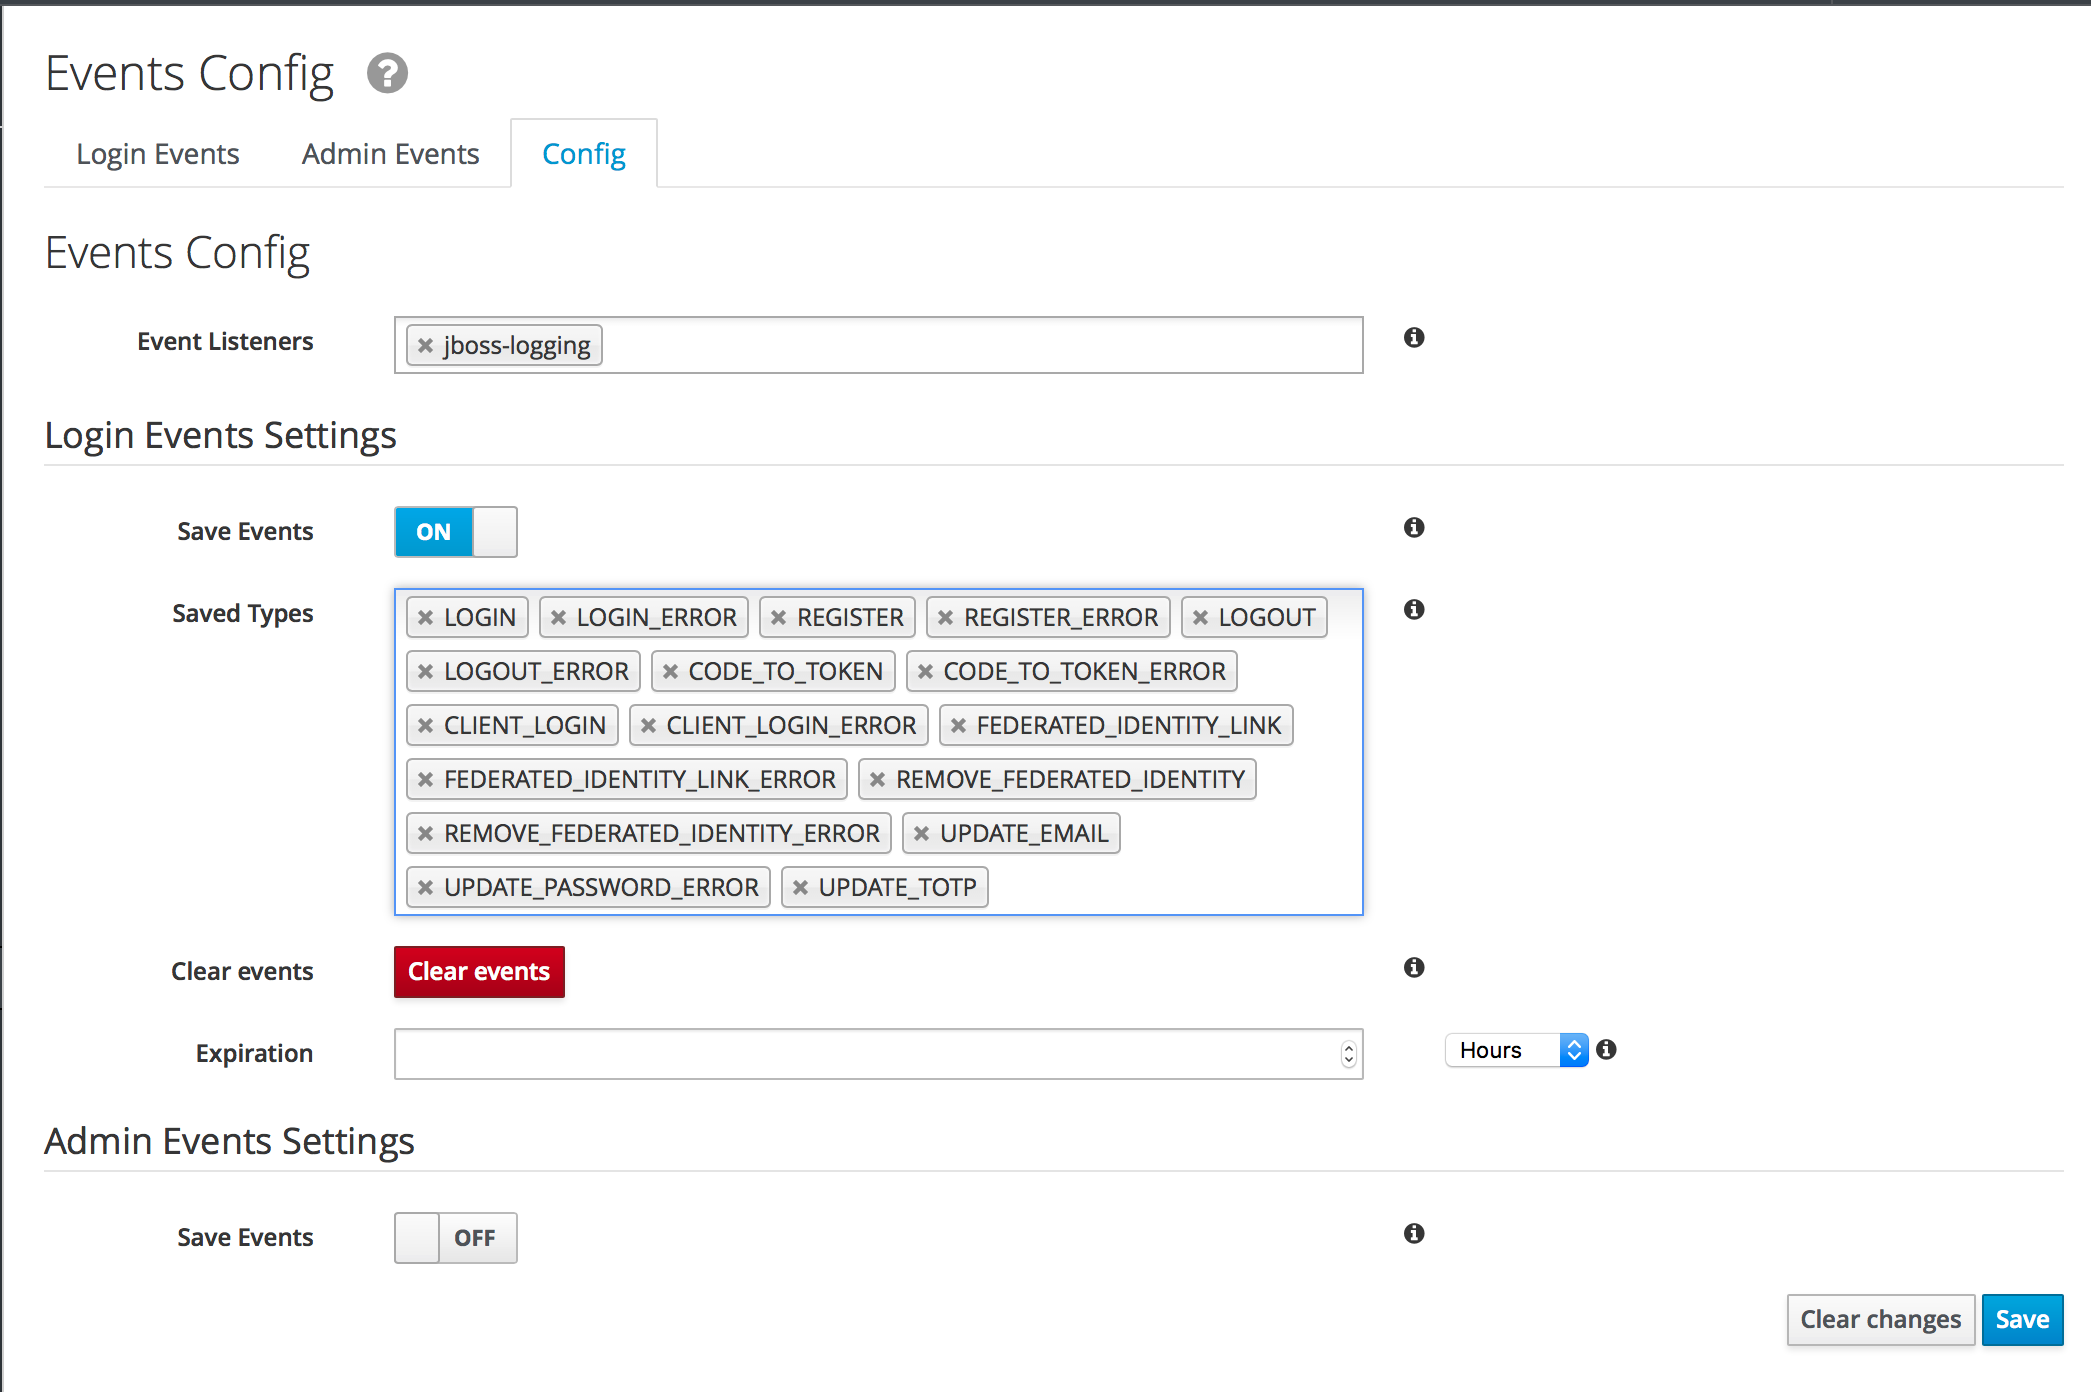 Events Config
Login Events Admin Events Config
Events Config
Event Listeners jboss-logging
Login Events Settings
Save Events ON
Saved Types LOGIN LOGIN_ERROR REGISTER REGISTER_ERROR LOGOUT
LOGOUT_ERROR CODE_TO_TOKEN CODE_TO_TOKEN_ERROR
CLIENT_LOGIN CLIENT_LOGIN_ERROR FEDERATED_IDENTITY_LINK
FEDERATED_IDENTITY_LINK_ERROR REMOVE_FEDERATED_IDENTITY
REMOVE_FEDERATED_IDENTITY_ERROR UPDATE_EMAIL
UPDATE_PASSWORD_ERROR UPDATE_TOTP
Clear events Clear events
Expiration Hours
Admin Events Settings
Save Events OFF
Clear changes Save